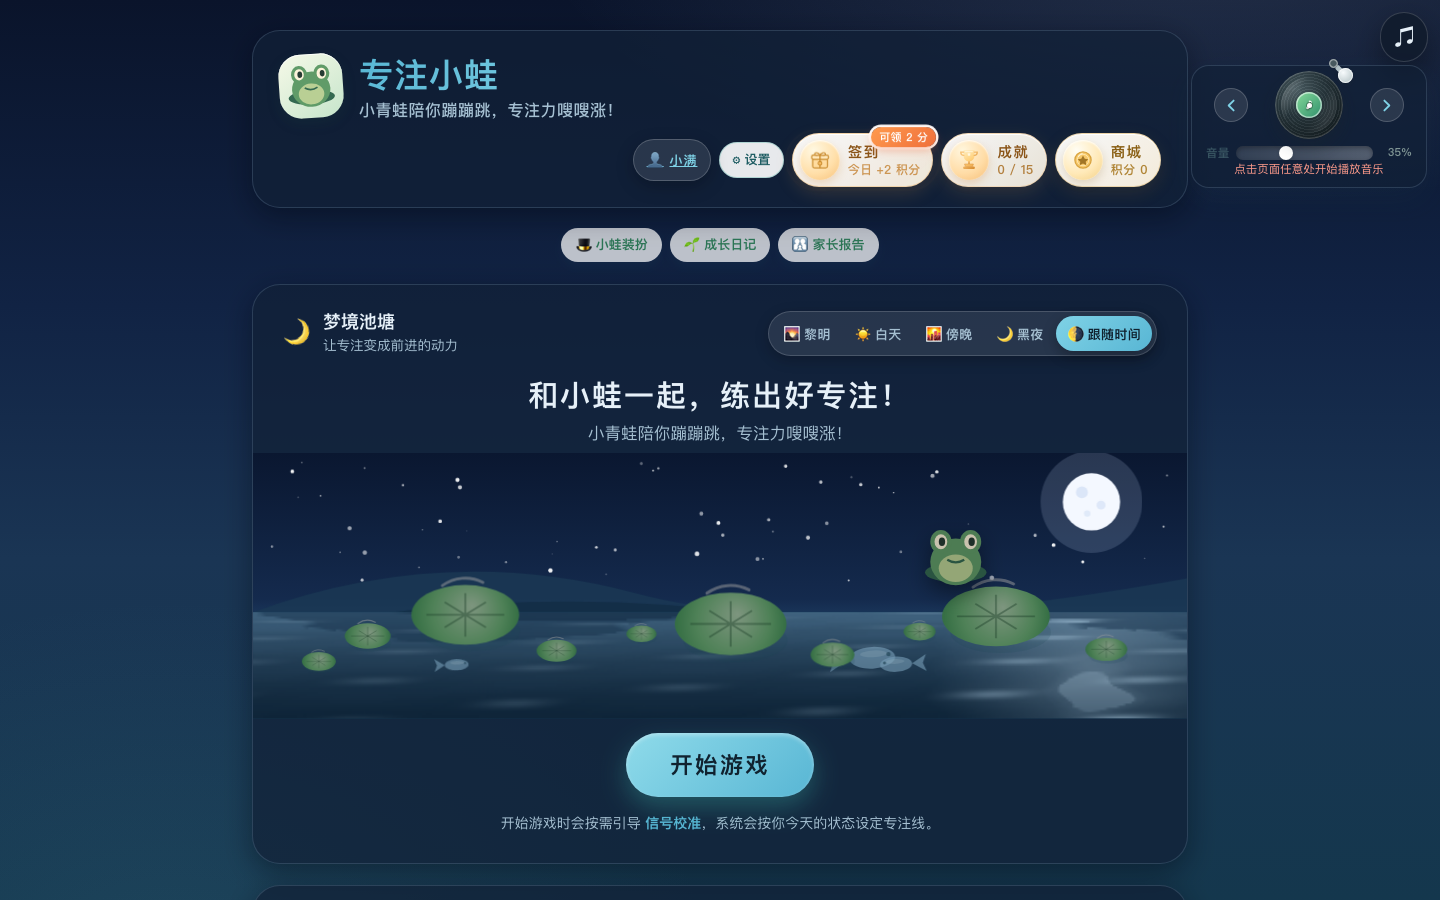 专注小蛙
小青蛙陪你蹦蹦跳，专注力嗖嗖涨！
小满
设置
签到
可领 2 分
今日 +2 积分
成就
0 / 15
商城
积分 0
音量
35%
点击页面任意处开始播放音乐
小蛙装扮
成长日记
家长报告
梦境池塘
让专注变成前进的动力
黎明
白天
傍晚
黑夜
跟随时间
和小蛙一起，练出好专注！
小青蛙陪你蹦蹦跳，专注力嗖嗖涨！
开始游戏
开始游戏时会按需引导 信号校准，系统会按你今天的状态设定专注线。